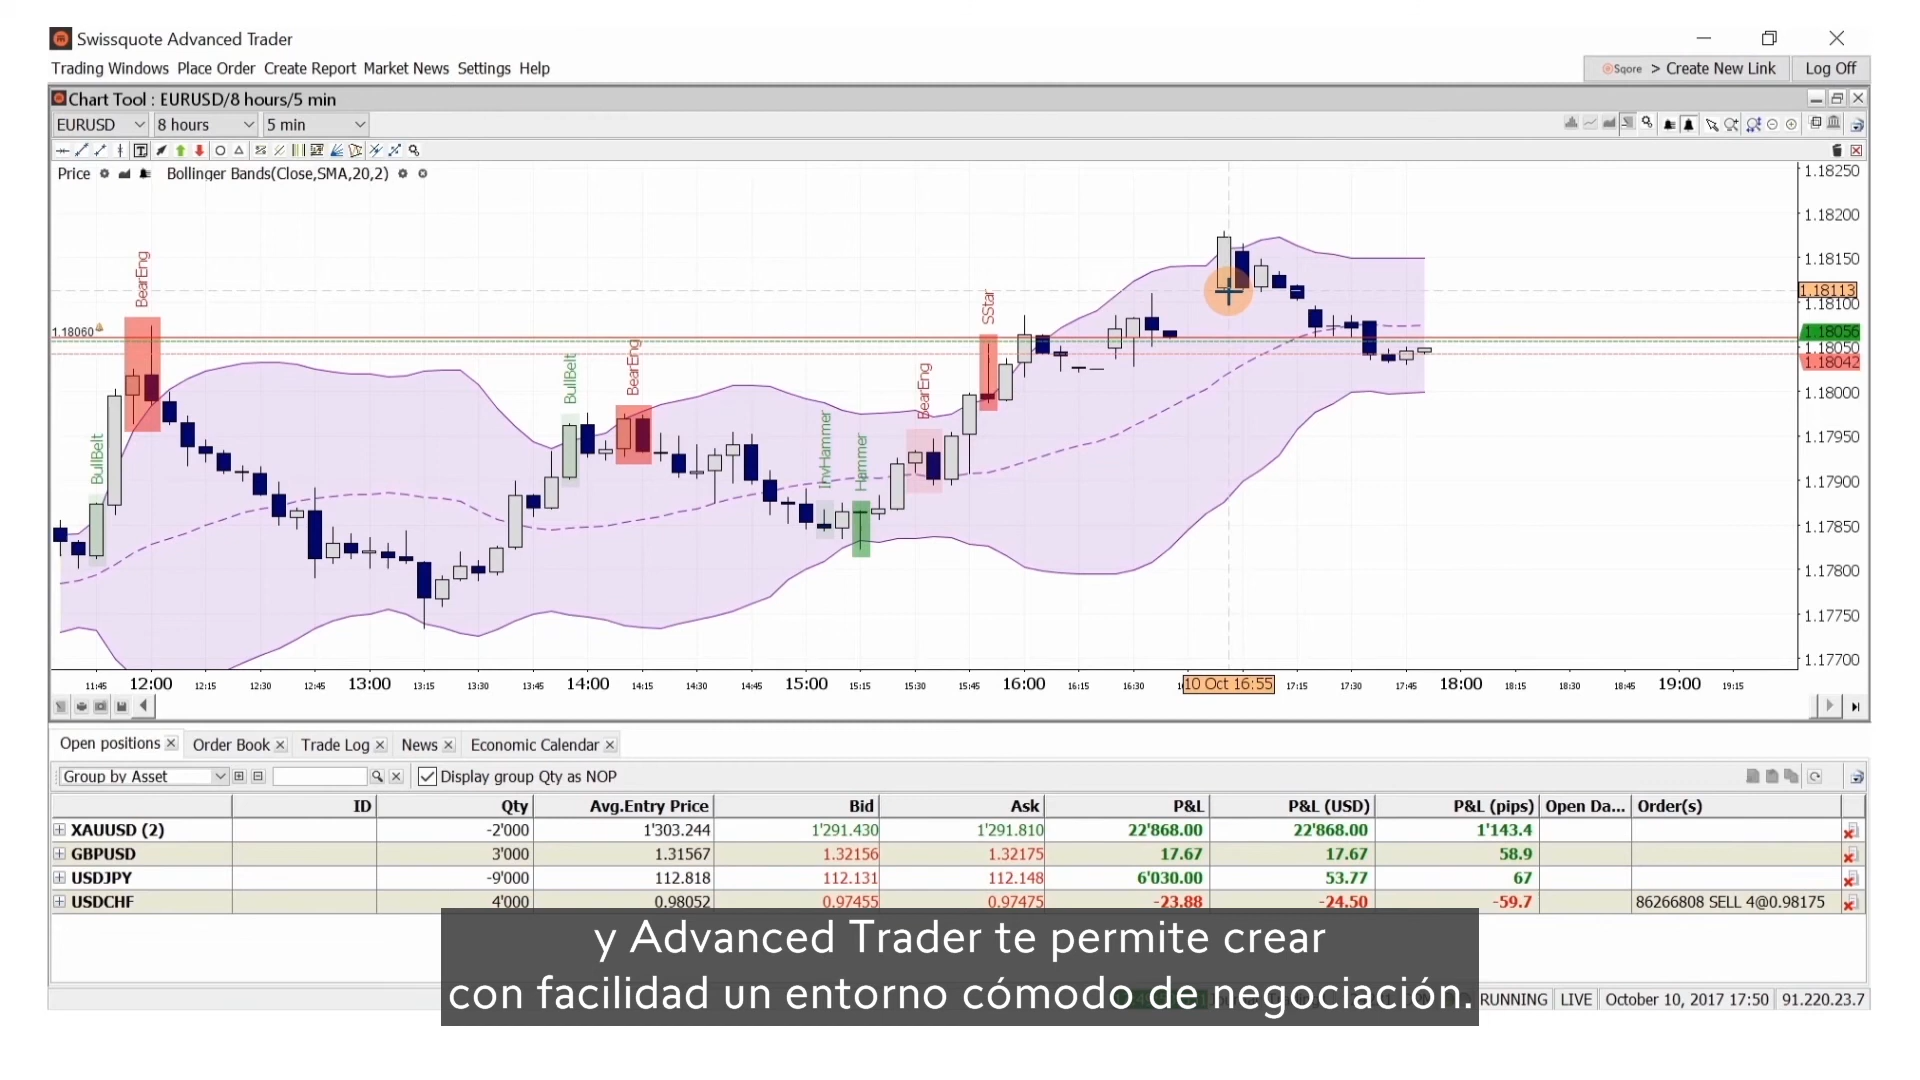 Swissquote Advanced Trader
Trading Windows Place Order Create Report Market News Settings Help
Sqore > Create New Link Log Off
Chart Tool : EURUSD/8 hours/5 min
EURUSD 8 hours 5 min
Price Bollinger Bands(Close,SMA,20,2)
1.18250
1.18200
1.18150
1.18113
1.18100
1.18060
1.18056
1.18050
1.18042
1.18000
1.17950
1.17900
1.17850
1.17800
1.17750
1.17700
BullBelt
BearEng
BullBelt
BearEng
InvHammer
Hammer
BearEng
SStar
11:45 12:00 12:15 12:30 12:45 13:00 13:15 13:30 13:45 14:00 14:15 14:30 14:45 15:00 15:15 15:30 15:45 16:00 16:15 16:30 10 Oct 16:55 17:15 17:30 17:45 18:00 18:15 18:30 18:45 19:00 19:15
Open positions Order Book Trade Log News Economic Calendar
Group by Asset Display group Qty as NOP
ID Qty Avg.Entry Price Bid Ask P&L P&L (USD) P&L (pips) Open Da... Order(s)
XAUUSD (2) -2'000 1'303.244 1'291.430 1'291.810 22'868.00 22'868.00 1'143.4
GBPUSD 3'000 1.31567 1.32156 1.32175 17.67 17.67 58.9
USDJPY -9'000 112.818 112.131 112.148 6'030.00 53.77 67
USDCHF 4'000 0.98052 0.97455 0.97475 -23.88 -24.50 -59.7 86266808 SELL 4@0.98175
y Advanced Trader te permite crear
con facilidad un entorno cómodo de negociación.
RUNNING LIVE October 10, 2017 17:50 91.220.23.7